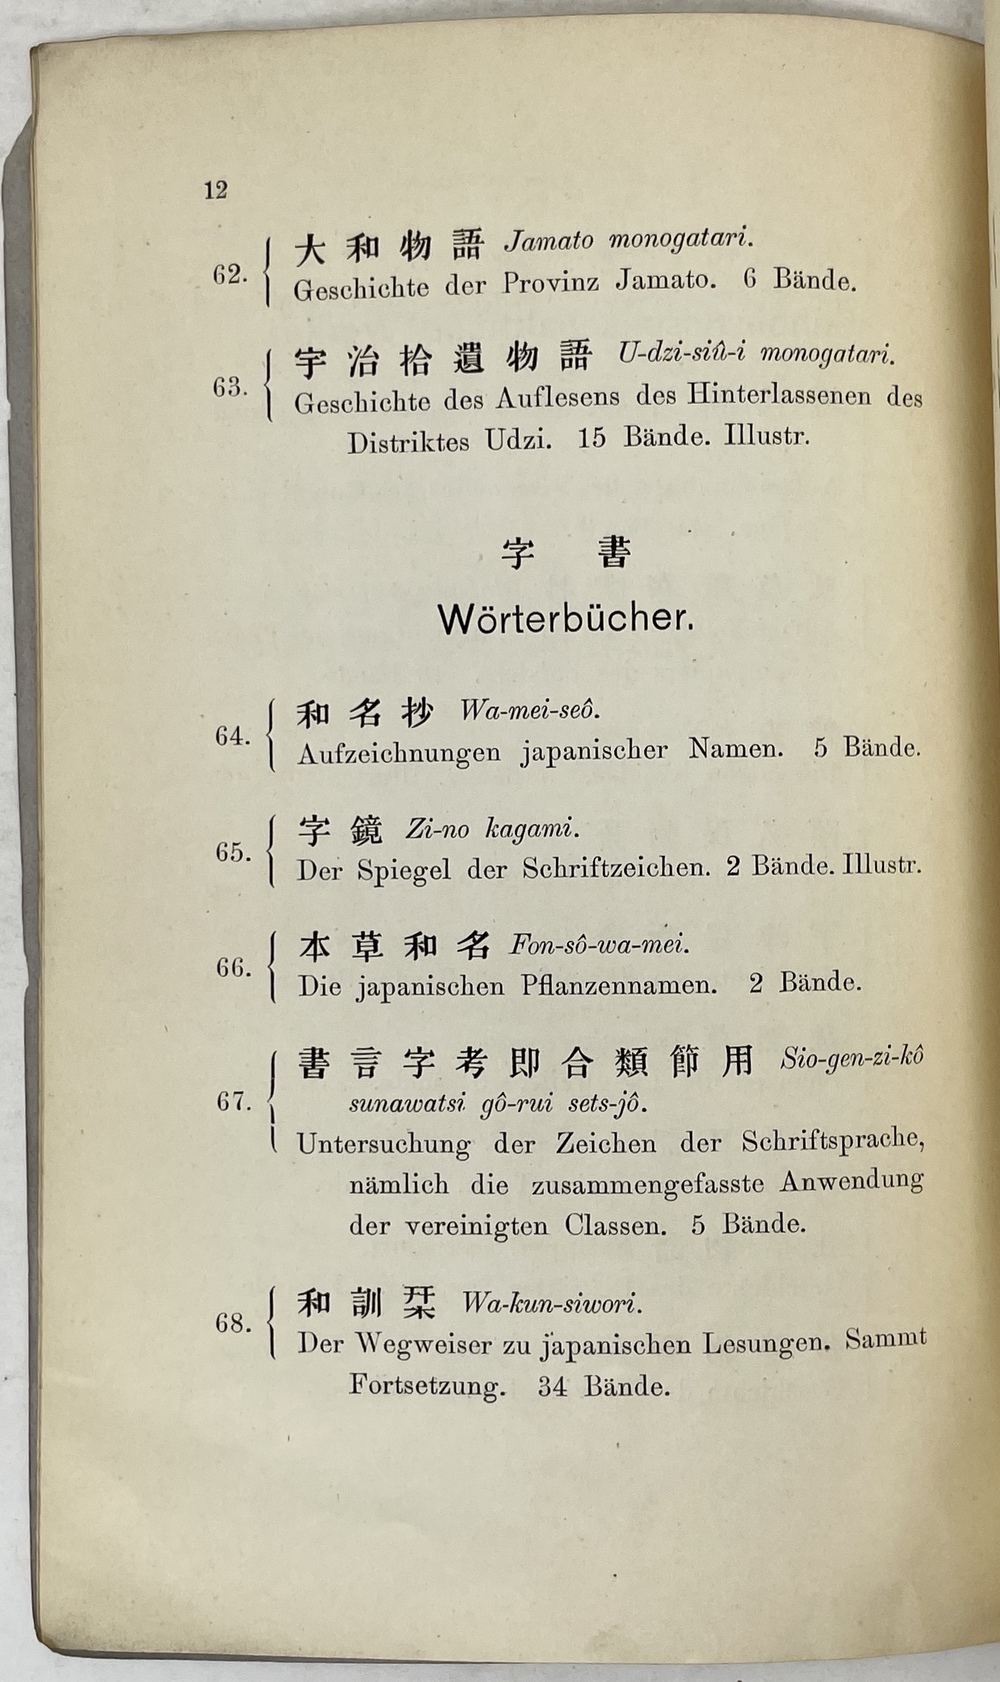 12
62. 大和物語 Jamato monogatari.
Geschichte der Provinz Jamato. 6 Bände.
63. 宇治拾遺物語 U-dzi-siû-i monogatari.
Geschichte des Auflesens des Hinterlassenen des
Distriktes Udzi. 15 Bände. Illustr.
字書
Wörterbücher.
64. 和名抄 Wa-mei-seô.
Aufzeichnungen japanischer Namen. 5 Bände.
65. 字鏡 Zi-no kagami.
Der Spiegel der Schriftzeichen. 2 Bände. Illustr.
66. 本草和名 Fon-sô-wa-mei.
Die japanischen Pflanzennamen. 2 Bände.
67. 書言字考即合類節用 Sio-gen-zi-kô
sunawatsi gô-rui sets-jô.
Untersuchung der Zeichen der Schriftsprache,
nämlich die zusammengefasste Anwendung
der vereinigten Classen. 5 Bände.
68. 和訓栞 Wa-kun-siwori.
Der Wegweiser zu japanischen Lesungen. Sammt
Fortsetzung. 34 Bände.